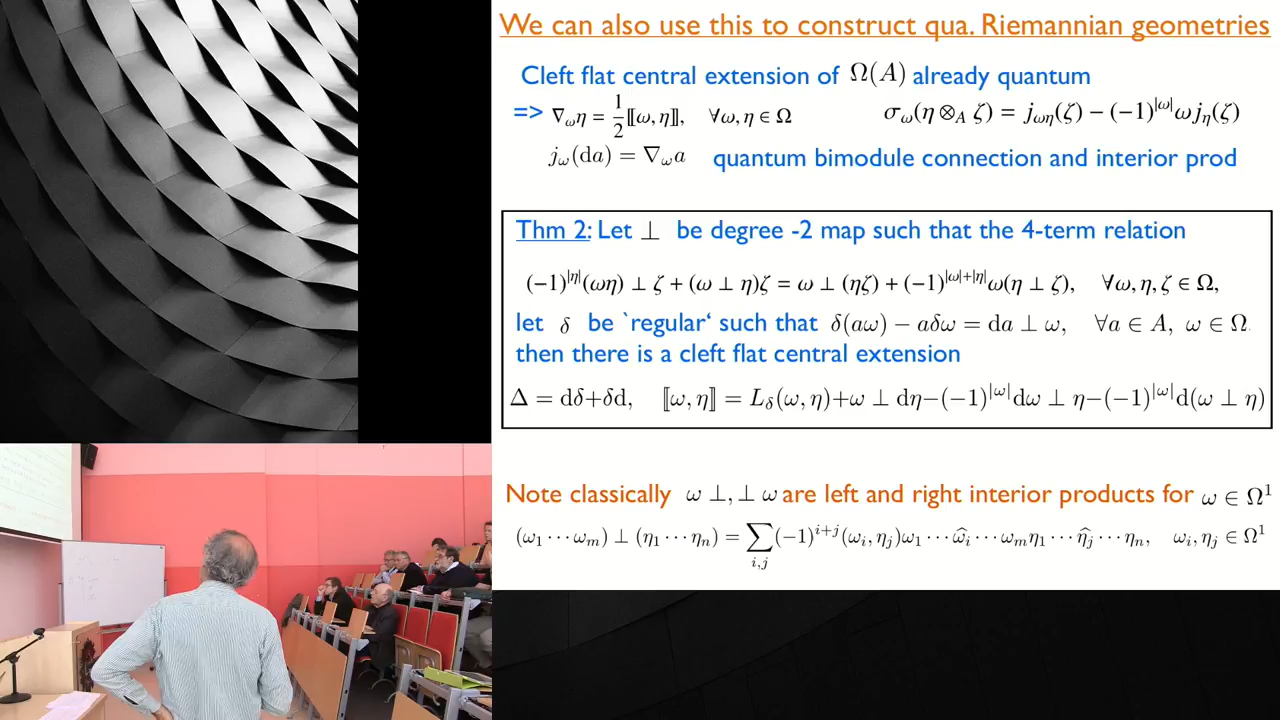 We can also use this to construct qua. Riemannian geometries
Cleft flat central extension of Ω(A) already quantum
=> ∇_ω η = 1/2 ⟦ω, η⟧, ∀ω, η ∈ Ω σ_ω(η ⊗_A ζ) = j_{ωη}(ζ) − (−1)^{|ω|} ω j_η(ζ)
j_ω(da) = ∇_ω a quantum bimodule connection and interior prod
Thm 2: Let ⊥ be degree -2 map such that the 4-term relation
(−1)^{|η|}(ωη) ⊥ ζ + (ω ⊥ η)ζ = ω ⊥ (ηζ) + (−1)^{|ω|+|η|} ω(η ⊥ ζ), ∀ω, η, ζ ∈ Ω,
let δ be `regular‘ such that δ(aω) − aδω = da ⊥ ω, ∀a ∈ A, ω ∈ Ω.
then there is a cleft flat central extension
Δ = dδ+δd, ⟦ω, η⟧ = L_δ(ω, η)+ω ⊥ dη−(−1)^{|ω|}dω ⊥ η−(−1)^{|ω|}d(ω ⊥ η)
Note classically ω ⊥, ⊥ ω are left and right interior products for ω ∈ Ω^1
(ω_1 ⋯ ω_m) ⊥ (η_1 ⋯ η_n) = ∑_{i,j} (−1)^{i+j}(ω_i, η_j)ω_1 ⋯ \widehat{ω_i} ⋯ ω_m η_1 ⋯ \widehat{η_j} ⋯ η_n, ω_i, η_j ∈ Ω^1